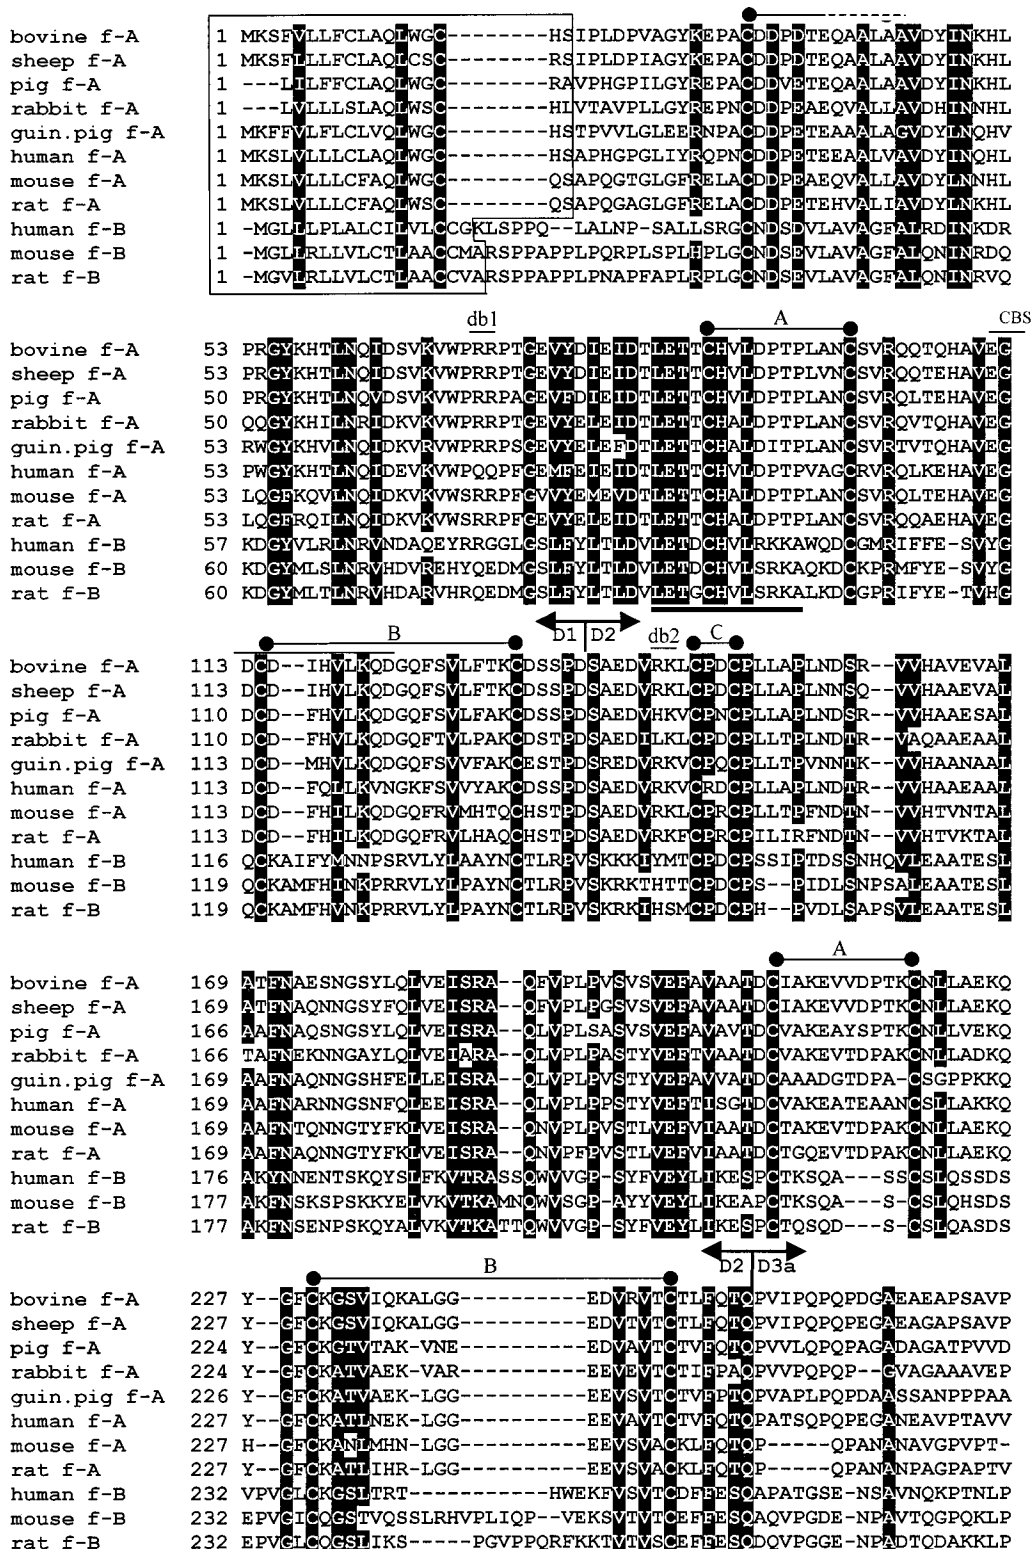 bovine f-A 1 MKSFVLLFCLAQLWGC--------HSIPLDPVAGYKEPACDDPDTEQAALAAVDYINKHL
sheep f-A 1 MKSFLLLFCLAQLCSC--------RSIPLDPIAGYKEPACDDPDTEQAALAAVDYINKHL
pig f-A 1 ---LILFFCLAQLWGC--------RAVPHGPILGYREPACDDVETEQAALAAVDYINKHL
rabbit f-A 1 ---LVLLLSLAQLWSC--------HLVTAVPLLGYREPNCDDPEAEQVALLAVDHINNHL
guin.pig f-A 1 MKFFVLFLCLVQLWGC--------HSTPVVLGLEERNPACDDPETEAAALAGVDYLNQHV
human f-A 1 MKSLVLLLCLAQLWGC--------HSAPHGPGLIYRQPNCDDPETEEAALVAVDYINQHL
mouse f-A 1 MKSLVLLLCFAQLWGC--------QSAPQGTGLGFRELACDDPEAEQVALLAVDYLNNHL
rat f-A 1 MKSLVLLLCFAQLWSC--------QSAPQGAGLGFRELACDDPETEHVALIAVDYLNKHL
human f-B 1 -MGLLLPLALCILVLCCGKLSPPQ--LALNP-SALLSRGCNDSDVLAVAGFALRDINKDR
mouse f-B 1 -MGLLRLLVLCTLAACCMARSPPAPPLPQRPLSPLHPLGCNDSEVLAVAGFALQNINRDQ
rat f-B 1 -MGVLRLLVLCTLAACCVARSPPAPPLPNAPFAPLRPLGCNDSEVLAVAGFALQNINRVQ
db1 A CBS
bovine f-A 53 PRGYKHTLNQIDSVKVWPRRPTGEVYDIEIDTLETTCHVLDPTPLANCSVRQQTQHAVEG
sheep f-A 53 PRGYKHTLNQIDSVKVWPRRPTGEVYDIEIDTLETTCHVLDPTPLVNCSVRQQTEHAVEG
pig f-A 50 PRGYKHTLNQVDSVKVWPRRPAGEVFDIEIDTLETTCHVLDPTPLANCSVRQLTEHAVEG
rabbit f-A 50 QQGYKHILNRIDKVKVWPRRPTGEVYELEIDTLETTCHVLDPTPLANCSVRQVTQHAVEG
guin.pig f-A 53 RWGYKHVLNQIDKVRVWPRRPSGEVYELEFDTLETTCHALDITPLANCSVRTVTQHAVEG
human f-A 53 PWGYKHTLNQIDEVKVWPQQPFGEMFEIEIDTLETTCHVLDPTPVAGCRVRQLKEHAVEG
mouse f-A 53 LQGFKQVLNQIDKVKVWSRRPFGVVYEMEVDTLETTCHALDPTPLANCSVRQLTEHAVEG
rat f-A 53 LQGFRQILNQIDKVKVWSRRPFGEVYELEIDTLETTCHALDPTPLANCSVRQQAEHAVEG
human f-B 57 KDGYVLRLNRVNDAQEYRRGGLGSLFYLTLDVLETDCHVLRKKAWQDCGMRIFFE-SVYG
mouse f-B 60 KDGYMLSLNRVHDVREHYQEDMGSLFYLTLDVLETDCHVLSRKAQKDCKPRMFYE-SVYG
rat f-B 60 KDGYMLTLNRVHDARVHRQEDMGSLFYLTLDVLETGCHVLSRKALKDCGPRIFYE-TVHG
B D1 D2 db2 C
bovine f-A 113 DCD--IHVLKQDGQFSVLFTKCDSSPDSAEDVRKLCPDCPLLAPLNDSR--VVHAVEVAL
sheep f-A 113 DCD--IHVLKQDGQFSVLFTKCDSSPDSAEDVRKLCPDCPLLAPLNNSQ--VVHAAEVAL
pig f-A 110 DCD--FHVLKQDGQFSVLFAKCDSSPDSAEDVHKVCPNCPLLAPLNDSR--VVHAAESAL
rabbit f-A 110 DCD--FHVLKQDGQFTVLPAKCDSTPDSAEDILKLCPDCPLLTPLNDTR--VAQAAEAAL
guin.pig f-A 113 DCD--MHVLKQDGQFSVVFAKCESTPDSREDVRKVCPQCPLLTPVNNTK--VVHAANAAL
human f-A 113 DCD--FQLLKVNGKFSVVYAKCDSSPDSAEDVRKVCRDCPLLAPLNDTR--VVHAAEAAL
mouse f-A 113 DCD--FHILKQDGQFRVMHTQCHSTPDSAEDVRKLCPRCPLLTPFNDTN--VVHTVNTAL
rat f-A 113 DCD--FHILKQDGQFRVLHAQCHSTPDSAEDVRKFCPRCPILIRFNDTN--VVHTVKTAL
human f-B 116 QCKAIFYMNNPSRVLYLAAYNCTLRPVSKKKIYMTCPDCPSSIPTDSSNHQVLEAATESL
mouse f-B 119 QCKAMFHINKPRRVLYLPAYNCTLRPVSKRKTHTTCPDCPS--PIDLSNPSALEAATESL
rat f-B 119 QCKAMFHVNKPRRVLYLPAYNCTLRPVSKRKIHSMCPDCPH--PVDLSAPSVLEAATESL
A
bovine f-A 169 ATFNAESNGSYLQLVEISRA--QFVPLPVSVSVEFAVAATDCIAKEVVDPTKCNLLAEKQ
sheep f-A 169 ATFNAQNNGSYFQLVEISRA--QFVPLPGSVSVEFAVAATDCIAKEVVDPTKCNLLAEKQ
pig f-A 166 AAFNAQSNGSYLQLVEISRA--QLVPLSASVSVEFAVAVTDCVAKEAYSPTKCNLLVEKQ
rabbit f-A 166 TAFNEKNNGAYLQLVEIARA--QLVPLPASTYVEFTVAATDCVAKEVTDPAKCNLLADKQ
guin.pig f-A 169 AAFNAQNNGSHFELLEISRA--QLVPLPVSTYVEFAVVATDCAAADGTDPA-CSGPPKKQ
human f-A 169 AAFNARNNGSNFQLEEISRA--QLVPLPPSTYVEFTISGTDCVAKEATEAANCSLLAKKQ
mouse f-A 169 AAFNTQNNGTYFKLVEISRA--QNVPLPVSTLVEFVIAATDCTAKEVTDPAKCNLLAEKQ
rat f-A 169 AAFNAQNNGTYFKLVEISRA--QNVPFPVSTLVEFVIAATDCTGQEVTDPAKCNLLAEKQ
human f-B 176 AKYNNENTSKQYSLFKVTRASSQWVVGP-SYFVEYLIKESPCTKSQA---SSCSLQSSDS
mouse f-B 177 AKFNSKSPSKKYELVKVTKAMNQWVSGP-AYYVEYLIKEAPCTKSQA---SCSLQHSDS
rat f-B 177 AKFNSENPSKQYALVKVTKATTQWVVGP-SYFVEYLIKESPCTQSQD---SCSLQASDS
B D2 D3a
bovine f-A 227 Y--GFCKGSVIQKALGG----------EDVRVTCTLFQTQPVIPQPQPDGAEAEAPSAVP
sheep f-A 227 Y--GFCKGSVIQKALGG----------EDVTVTCTLFQTQPVIPQPQPEGAEAGAPSAVP
pig f-A 224 Y--GFCKGTVTAK-VNE----------EDVAVTCTVFQTQPVVLQPQPAGADAGATPVVD
rabbit f-A 224 Y--GFCKATVAEK-VAR----------EEVEVTCTIFPAQPVVPQPQP-GVAGAAAVEP
guin.pig f-A 226 Y--GFCKATVAEK-LGG----------EEVSVTCTVFPTQPVAPLPQPDAASSANPPPAA
human f-A 227 Y--GFCKATLNEK-LGG----------EEVAVTCTVFQTQPATSQPQPEGANEAVPTAVV
mouse f-A 227 H--GFCKANLMHN-LGG----------EEVSVACKLFQTQP-----QPANANAVGPVPT-
rat f-A 227 Y--GFCKATLIHR-LGG----------EEVSVACKLFQTQP-----QPANANPAGPAPTV
human f-B 232 VPVGLCKGSLTRT-----------HWEKFVSVTCDFFESQAPATGSE-NSAVNQKPTNLP
mouse f-B 232 EPVGICQGSTVQSSLRHVPLIQP--VEKSVTVTCEFFESQAQVPGDE-NPAVTQGPQKLP
rat f-B 232 EPVGLCQGSLIKS-----PGVPPQRFKKTVTVSCEFFESQDQVPGGE-NPADTQDAKKLP